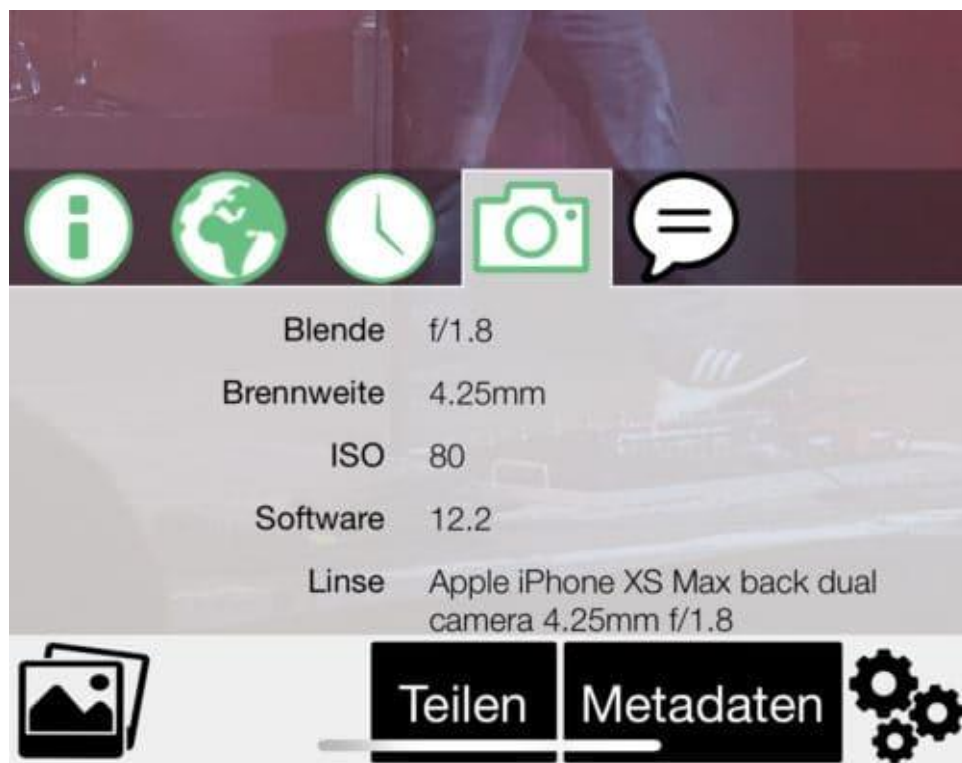 Blende f/1.8
Brennweite 4.25mm
ISO 80
Software 12.2
Linse Apple iPhone XS Max back dual
camera 4.25mm f/1.8
Teilen Metadaten